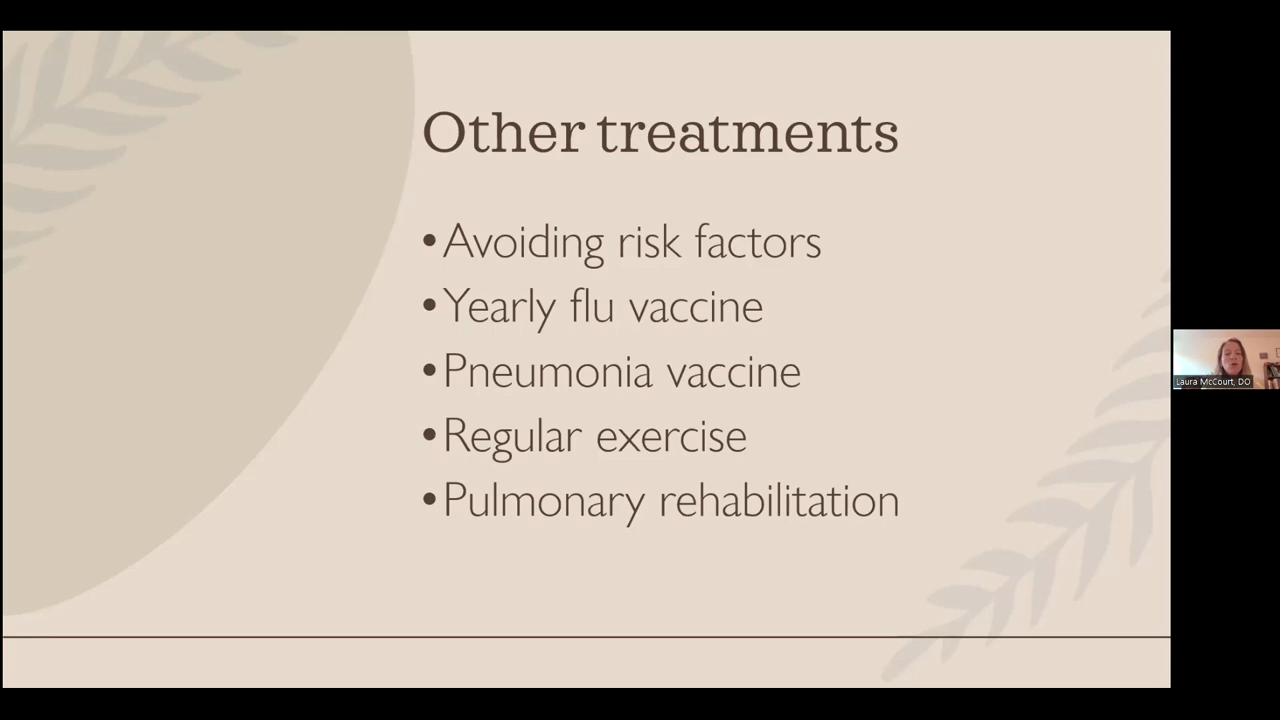 Other treatments
•Avoiding risk factors
•Yearly flu vaccine
•Pneumonia vaccine
•Regular exercise
•Pulmonary rehabilitation
Laura McCourt, DO